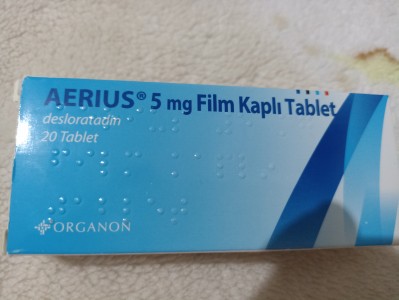 AERIUS® 5 mg Film Kaplı Tablet
desloratadin
20 Tablet
ORGANON